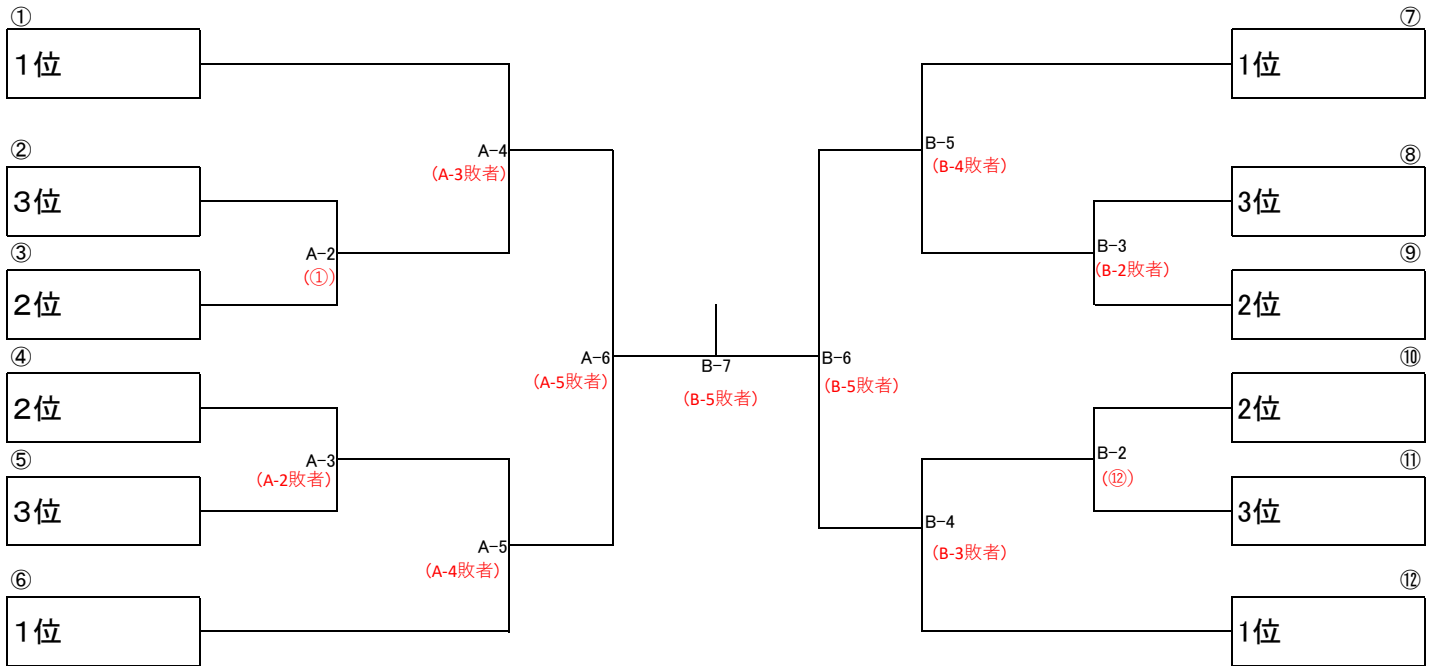 ①
1位
②
3位
③
2位
④
2位
⑤
3位
⑥
1位
A-2
(①)
A-3
(A-2敗者)
A-4
(A-3敗者)
A-5
(A-4敗者)
A-6
(A-5敗者)
B-7
(B-5敗者)
B-6
(B-5敗者)
B-5
(B-4敗者)
B-4
(B-3敗者)
B-3
(B-2敗者)
B-2
(⑫)
⑦
1位
⑧
3位
⑨
2位
⑩
2位
⑪
3位
⑫
1位